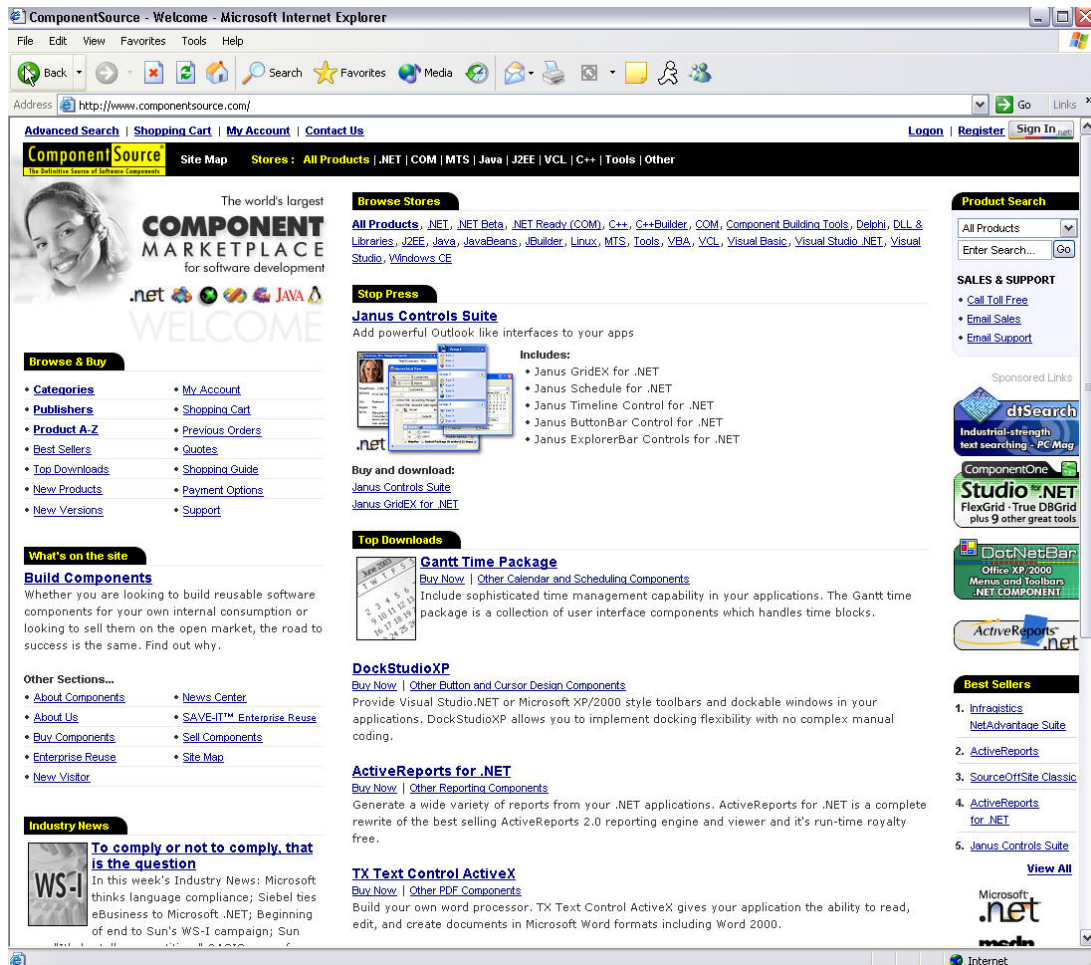 ComponentSource - Welcome - Microsoft Internet Explorer
File Edit View Favorites Tools Help
Back Search Favorites Media
Address http://www.componentsource.com/ Go Links »
Advanced Search | Shopping Cart | My Account | Contact Us
Logon | Register Sign In .net
ComponentSource®
The Definitive Source of Software Components
Site Map Stores : All Products | .NET | COM | MTS | Java | J2EE | VCL | C++ | Tools | Other
The world's largest
COMPONENT
MARKETPLACE
for software development
.net JAVA
WELCOME
Browse & Buy
• Categories
• Publishers
• Product A-Z
• Best Sellers
• Top Downloads
• New Products
• New Versions
• My Account
• Shopping Cart
• Previous Orders
• Quotes
• Shopping Guide
• Payment Options
• Support
What's on the site
Build Components
Whether you are looking to build reusable software
components for your own internal consumption or
looking to sell them on the open market, the road to
success is the same. Find out why.
Other Sections...
• About Components
• About Us
• Buy Components
• Enterprise Reuse
• New Visitor
• News Center
• SAVE-IT™ Enterprise Reuse
• Sell Components
• Site Map
Industry News
WS-I
To comply or not to comply, that
is the question
In this week's Industry News: Microsoft
thinks language compliance; Siebel ties
eBusiness to Microsoft .NET; Beginning
of end to Sun's WS-I campaign; Sun
Browse Stores
All Products, .NET, .NET Beta, .NET Ready (COM), C++, C++Builder, COM, Component Building Tools, Delphi, DLL &
Libraries, J2EE, Java, JavaBeans, JBuilder, Linux, MTS, Tools, VBA, VCL, Visual Basic, Visual Studio .NET, Visual
Studio, Windows CE
Stop Press
Janus Controls Suite
Add powerful Outlook like interfaces to your apps
.net
Includes:
• Janus GridEX for .NET
• Janus Schedule for .NET
• Janus Timeline Control for .NET
• Janus ButtonBar Control for .NET
• Janus ExplorerBar Controls for .NET
Buy and download:
Janus Controls Suite
Janus GridEX for .NET
Top Downloads
June 2003
Gantt Time Package
Buy Now | Other Calendar and Scheduling Components
Include sophisticated time management capability in your applications. The Gantt time
package is a collection of user interface components which handles time blocks.
DockStudioXP
Buy Now | Other Button and Cursor Design Components
Provide Visual Studio.NET or Microsoft XP/2000 style toolbars and dockable windows in your
applications. DockStudioXP allows you to implement docking flexibility with no complex manual
coding.
ActiveReports for .NET
Buy Now | Other Reporting Components
Generate a wide variety of reports from your .NET applications. ActiveReports for .NET is a complete
rewrite of the best selling ActiveReports 2.0 reporting engine and viewer and it's run-time royalty
free.
TX Text Control ActiveX
Buy Now | Other PDF Components
Build your own word processor. TX Text Control ActiveX gives your application the ability to read,
edit, and create documents in Microsoft Word formats including Word 2000.
Product Search
All Products
Enter Search... Go
SALES & SUPPORT
• Call Toll Free
• Email Sales
• Email Support
Sponsored Links
dtSearch
Industrial-strength
text searching - PC Mag
ComponentOne
Studio for .NET
FlexGrid · True DBGrid
plus 9 other great tools
DotNetBar
Office XP/2000
Menus and Toolbars
.NET COMPONENT
ActiveReports™
.net
Best Sellers
1. Infragistics
NetAdvantage Suite
2. ActiveReports
3. SourceOffSite Classic
4. ActiveReports
for .NET
5. Janus Controls Suite
View All
Microsoft
.net
msdn
Internet